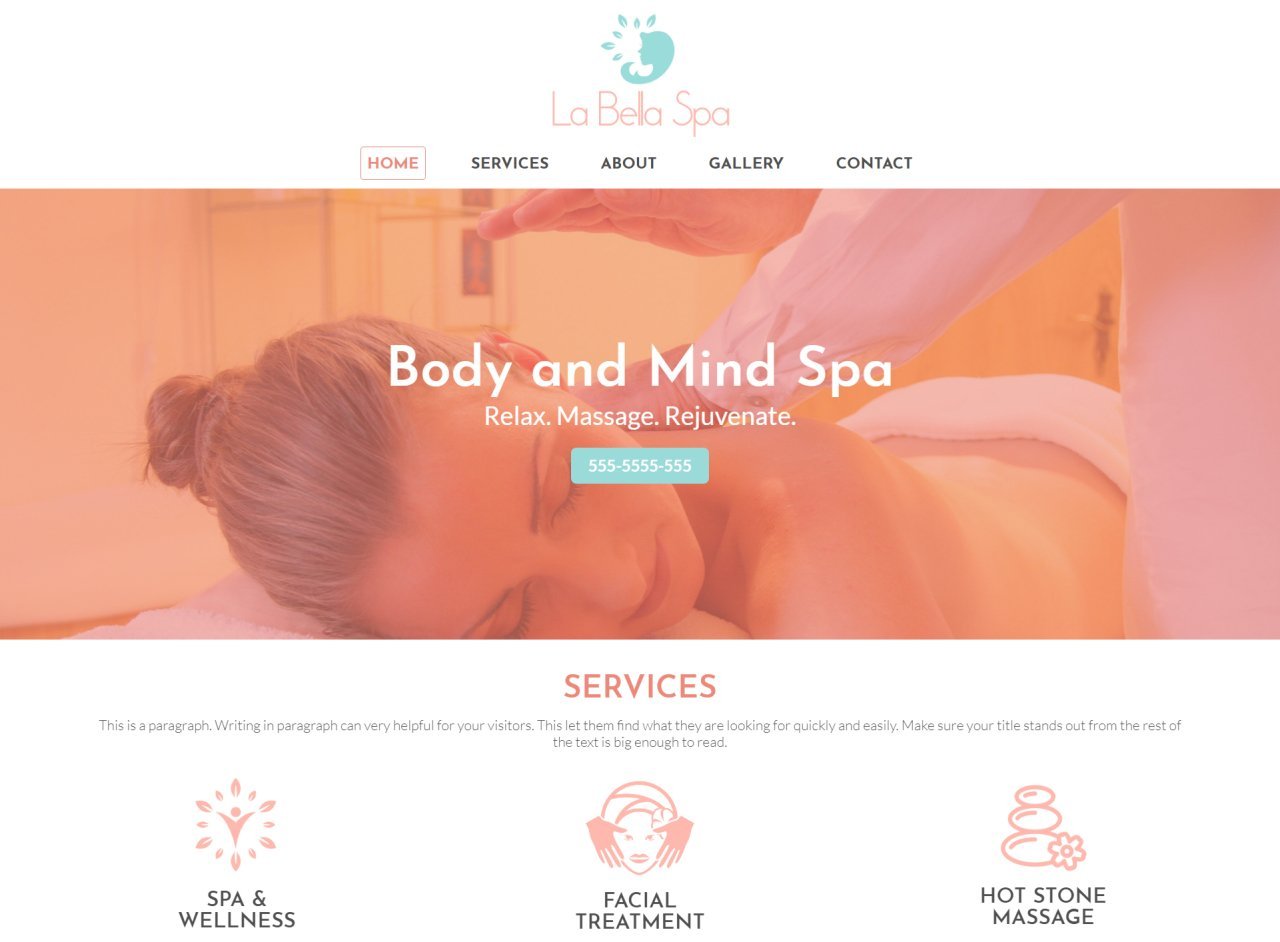 La Bella Spa
HOME SERVICES ABOUT GALLERY CONTACT
Body and Mind Spa
Relax. Massage. Rejuvenate.
555-5555-555
SERVICES
This is a paragraph. Writing in paragraph can very helpful for your visitors. This let them find what they are looking for quickly and easily. Make sure your title stands out from the rest of
the text is big enough to read.
SPA &
WELLNESS
FACIAL
TREATMENT
HOT STONE
MASSAGE